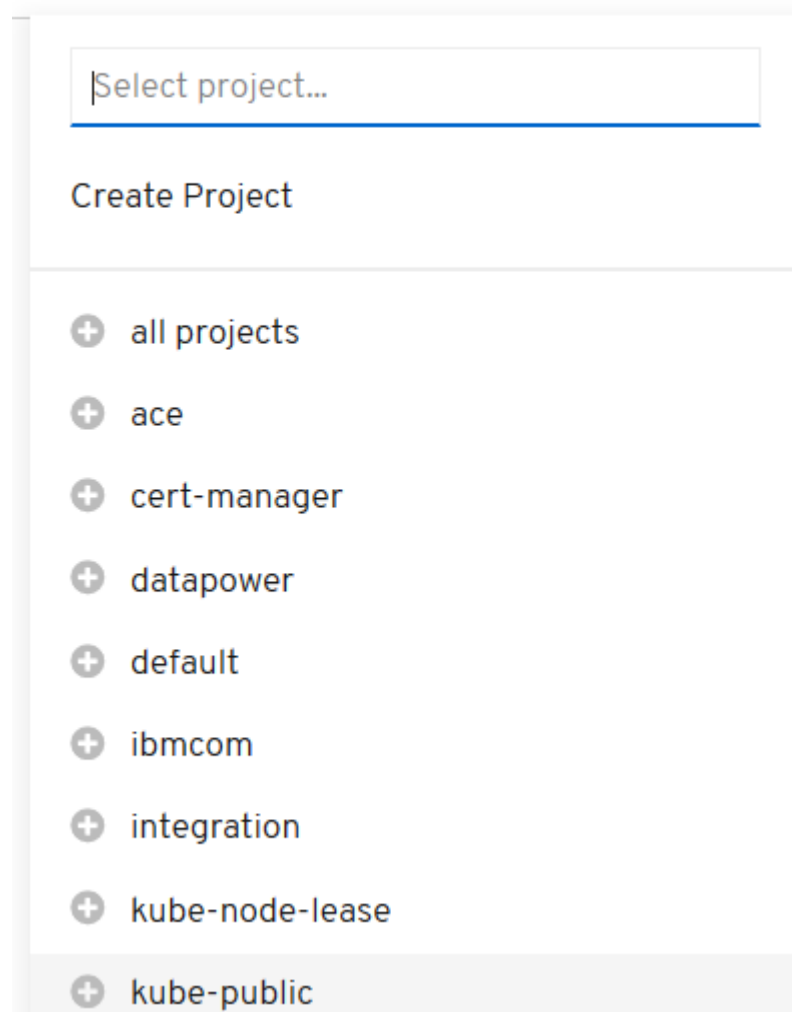 Select project...
Create Project
all projects
ace
cert-manager
datapower
default
ibmcom
integration
kube-node-lease
kube-public